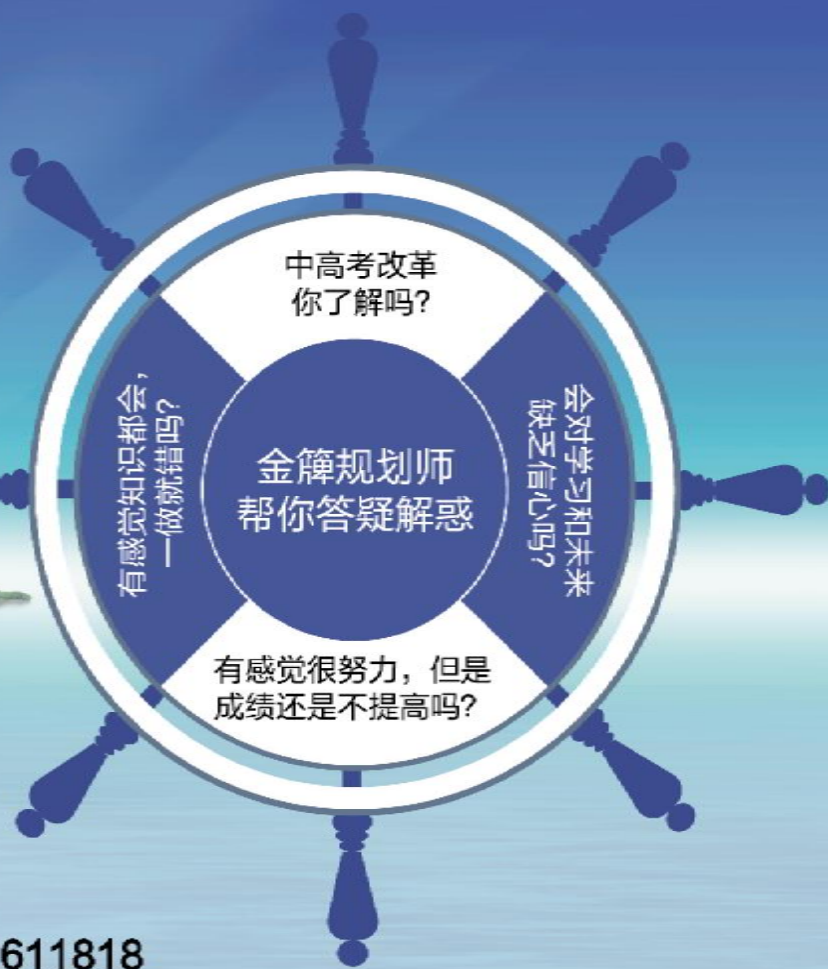 中高考改革
你了解吗?
有感觉知识都会,
一做就错吗?
金牌规划师
帮你答疑解惑
会对学习和未来
缺乏信心吗?
有感觉很努力，但是
成绩还是不提高吗?
611818